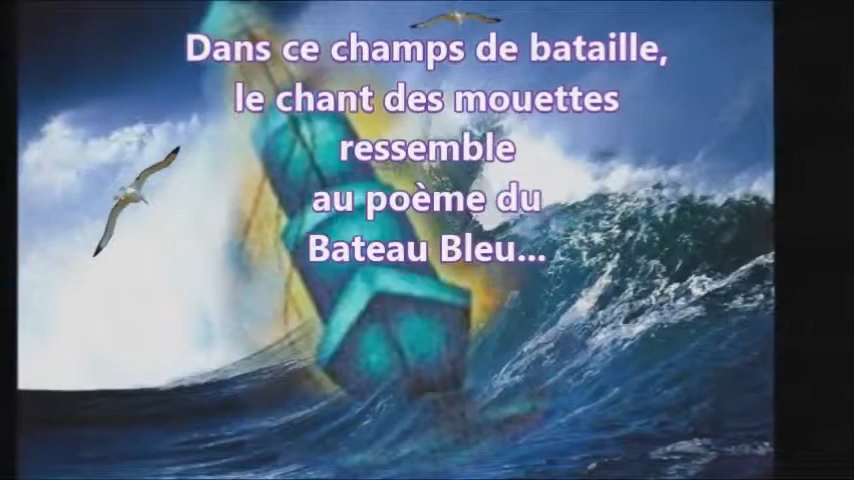 Dans ce champs de bataille,
le chant des mouettes
ressemble
au poème du
Bateau Bleu...